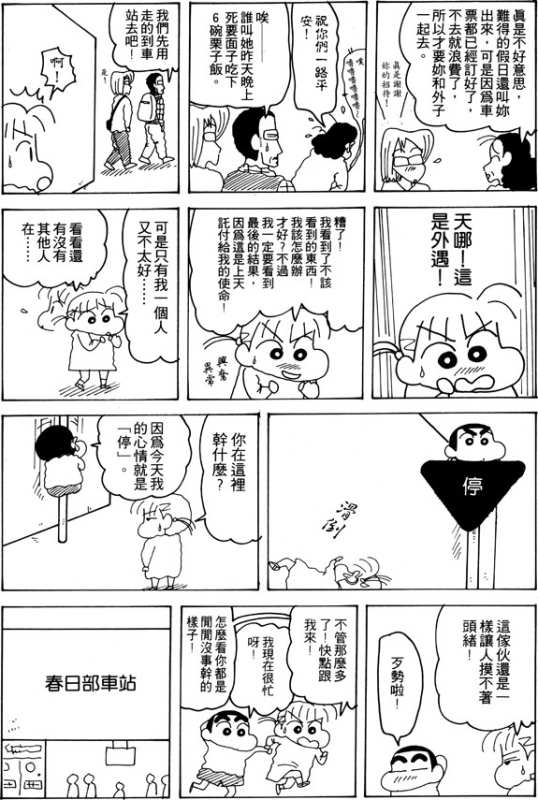 真是不好意思，
難得的假日還叫妳
出來，可是因為車
票都已經訂好了，
不去就浪費了，
所以才要妳和外子
一起去。
真是謝謝
妳的招待！
祝你們一路平
安！
唉
嚕嚕嚕嚕嚕
唉——
誰叫她昨天晚上
死要面子吃下
6碗栗子飯。
我們先用
走的到車
站去吧！
是！
啊！
天哪！這
是外遇！
糟了！
我看到了不該
看到的東西！
我該怎麼辦
才好？不過
我一定要看到
最後的結果，
因為這是上天
託付給我的使命！
興奮
異常
可是只有我一個人
又不太好……
看看還
有沒有
其他人
在……
停
滑倒
你在這裡
幹什麼？
因為今天我
的心情就是
「停」。
這傢伙還是一
樣讓人摸不著
頭緒！
歹勢啦！
不管那麼多
了！快點跟
我來！
我現在很忙
呀！
怎麼看你都是
閒閒沒事幹的
樣子！
春日部車站